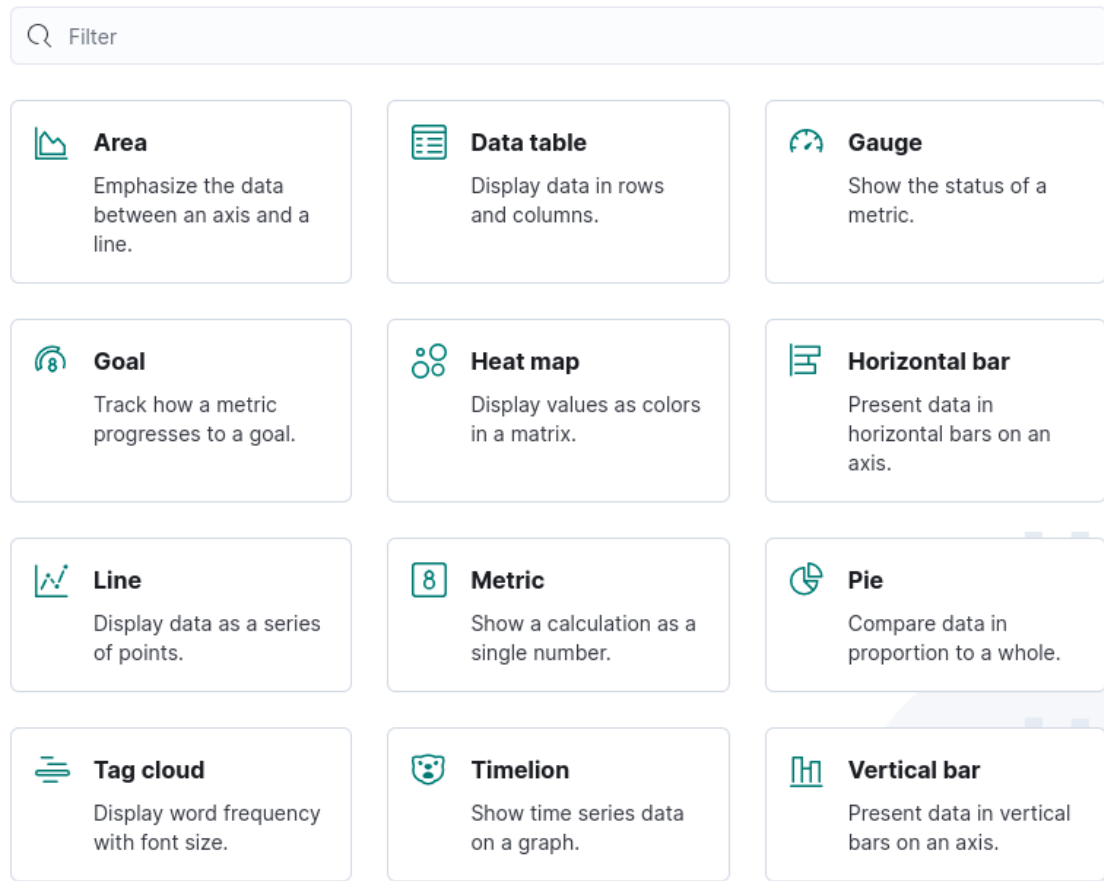 Filter
Area
Emphasize the data
between an axis and a
line.
Data table
Display data in rows
and columns.
Gauge
Show the status of a
metric.
Goal
Track how a metric
progresses to a goal.
Heat map
Display values as colors
in a matrix.
Horizontal bar
Present data in
horizontal bars on an
axis.
Line
Display data as a series
of points.
Metric
Show a calculation as a
single number.
Pie
Compare data in
proportion to a whole.
Tag cloud
Display word frequency
with font size.
Timelion
Show time series data
on a graph.
Vertical bar
Present data in vertical
bars on an axis.